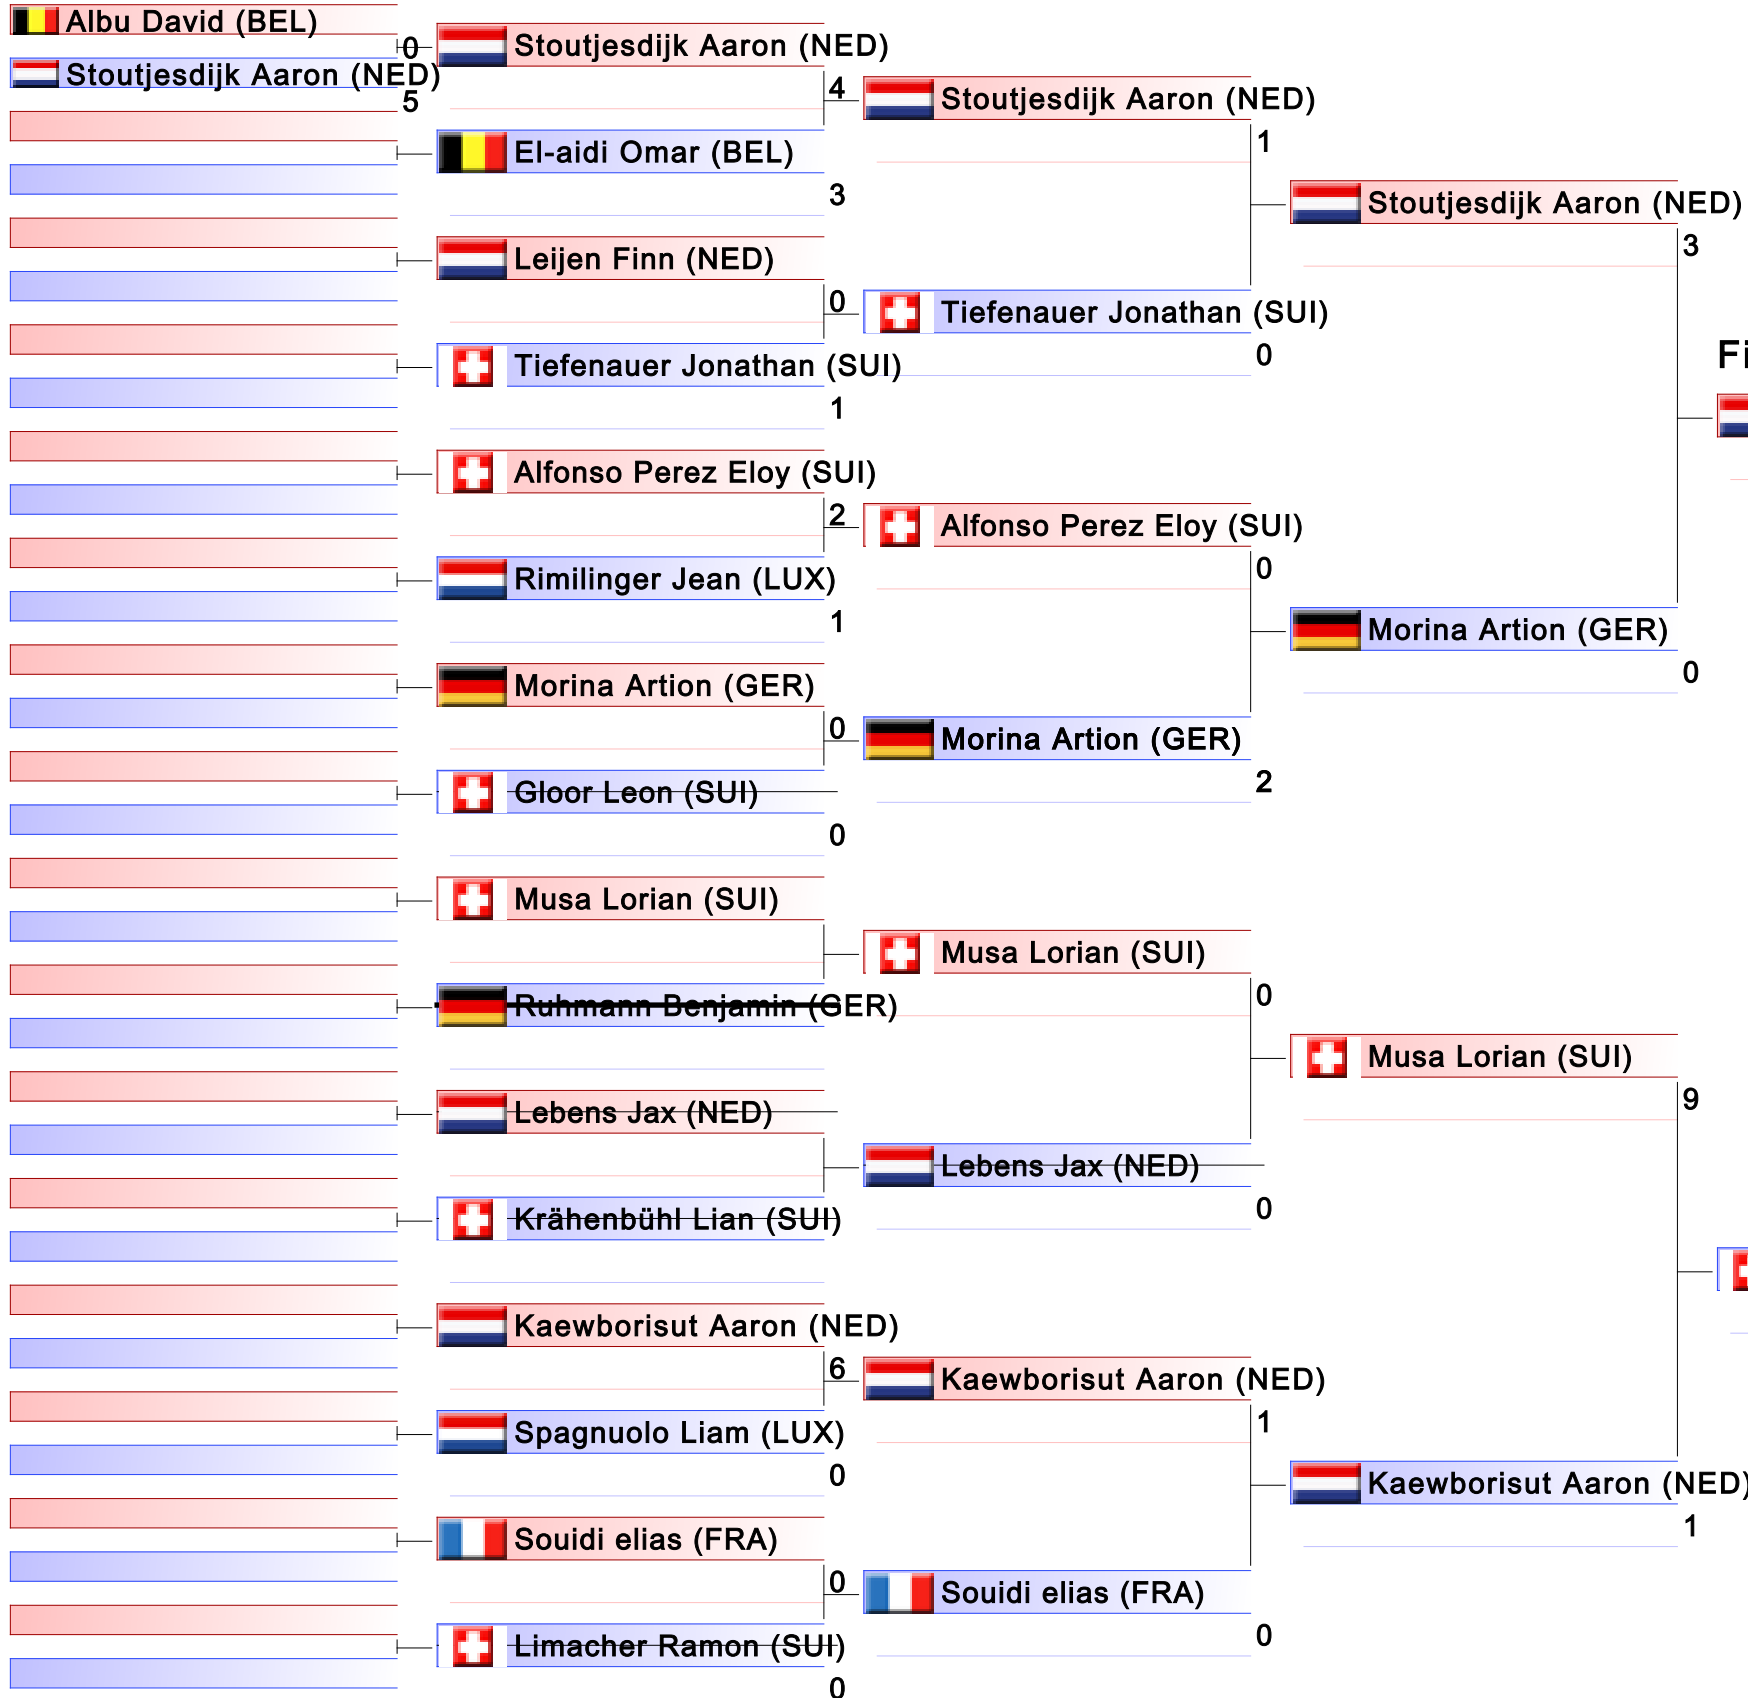 Albu David (BEL)
0
Stoutjesdijk Aaron (NED)
5
Stoutjesdijk Aaron (NED)
4
El-aidi Omar (BEL)
3
Leijen Finn (NED)
0
Tiefenauer Jonathan (SUI)
1
Alfonso Perez Eloy (SUI)
2
Rimilinger Jean (LUX)
1
Morina Artion (GER)
0
Gloor Leon (SUI)
0
Musa Lorian (SUI)
Ruhmann Benjamin (GER)
Lebens Jax (NED)
Krähenbühl Lian (SUI)
Kaewborisut Aaron (NED)
6
Spagnuolo Liam (LUX)
0
Souidi elias (FRA)
0
Limacher Ramon (SUI)
0
Stoutjesdijk Aaron (NED)
1
Tiefenauer Jonathan (SUI)
0
Alfonso Perez Eloy (SUI)
0
Morina Artion (GER)
2
Musa Lorian (SUI)
0
Lebens Jax (NED)
0
Kaewborisut Aaron (NED)
1
Souidi elias (FRA)
0
Stoutjesdijk Aaron (NED)
3
Morina Artion (GER)
0
Musa Lorian (SUI)
9
Kaewborisut Aaron (NED)
1